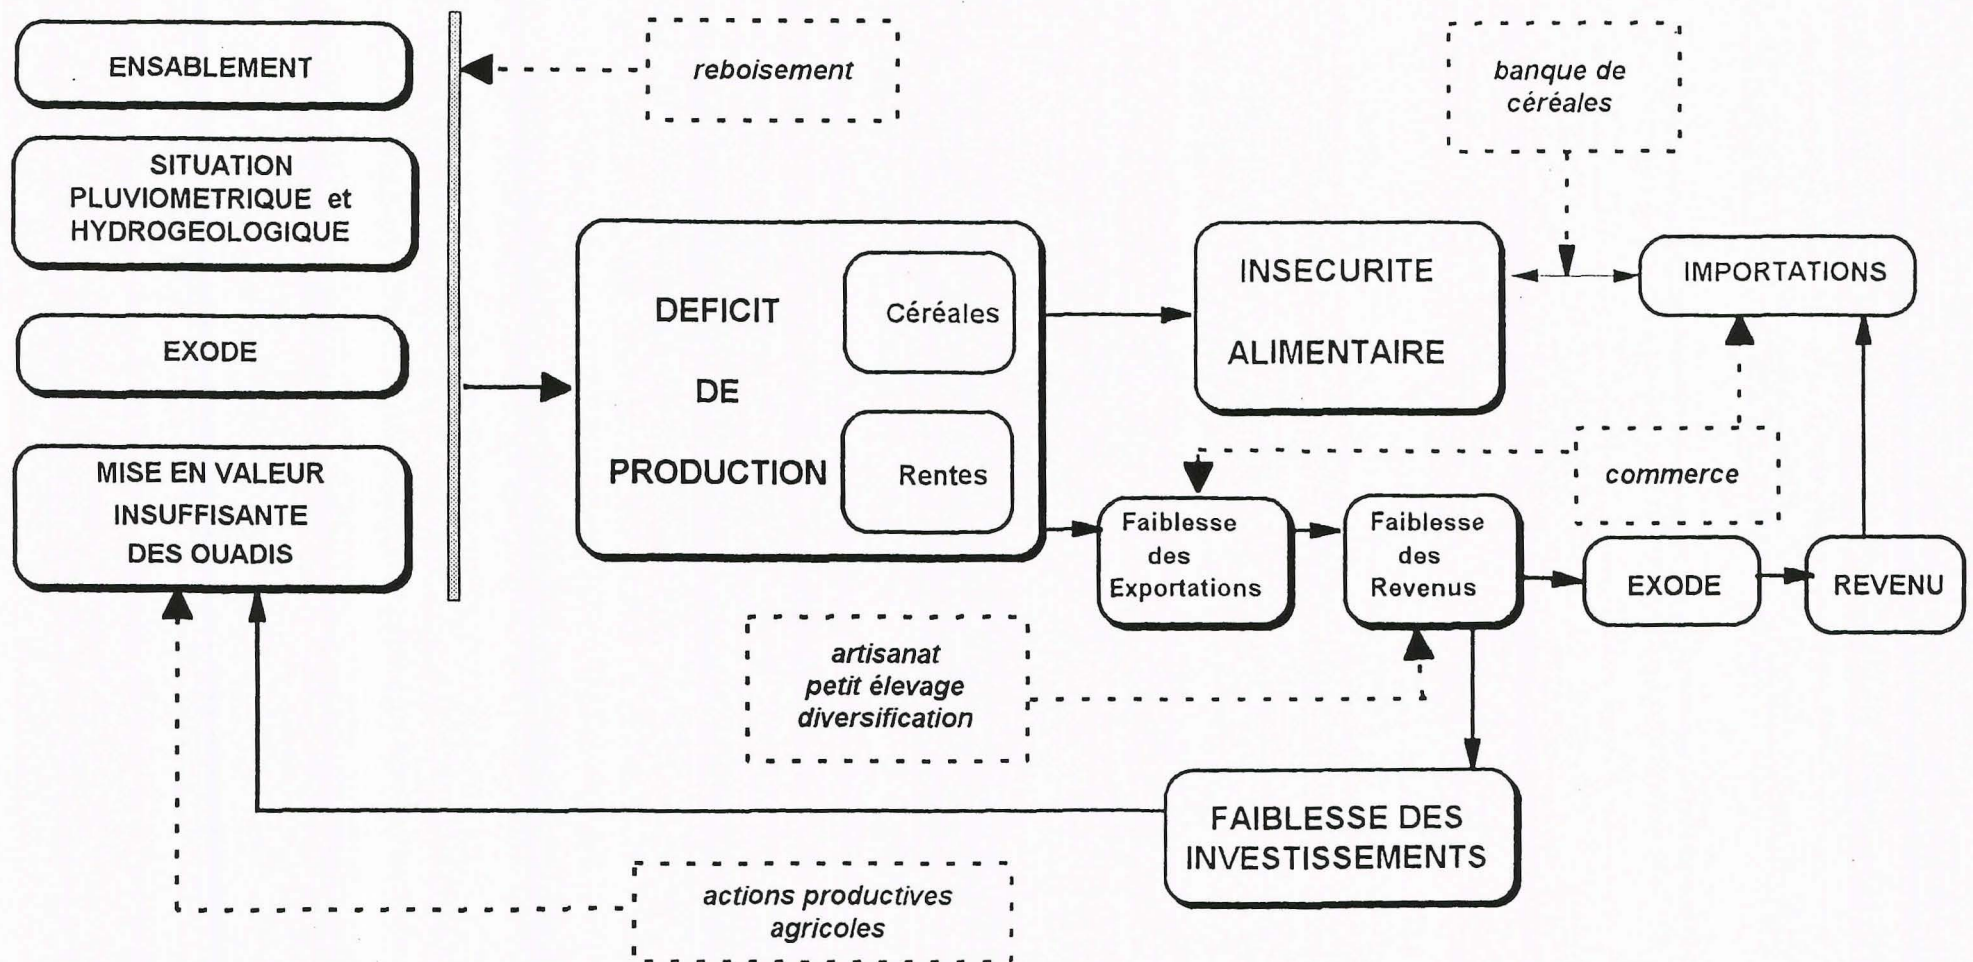 ENSABLEMENT
SITUATION
PLUVIOMETRIQUE et
HYDROGEOLOGIQUE
EXODE
MISE EN VALEUR
INSUFFISANTE
DES OUADIS
reboisement
banque de
céréales
DEFICIT
DE
PRODUCTION
Céréales
Rentes
INSECURITE
ALIMENTAIRE
IMPORTATIONS
commerce
Faiblesse
des
Exportations
Faiblesse
des
Revenus
EXODE
REVENU
artisanat
petit élevage
diversification
FAIBLESSE DES
INVESTISSEMENTS
actions productives
agricoles